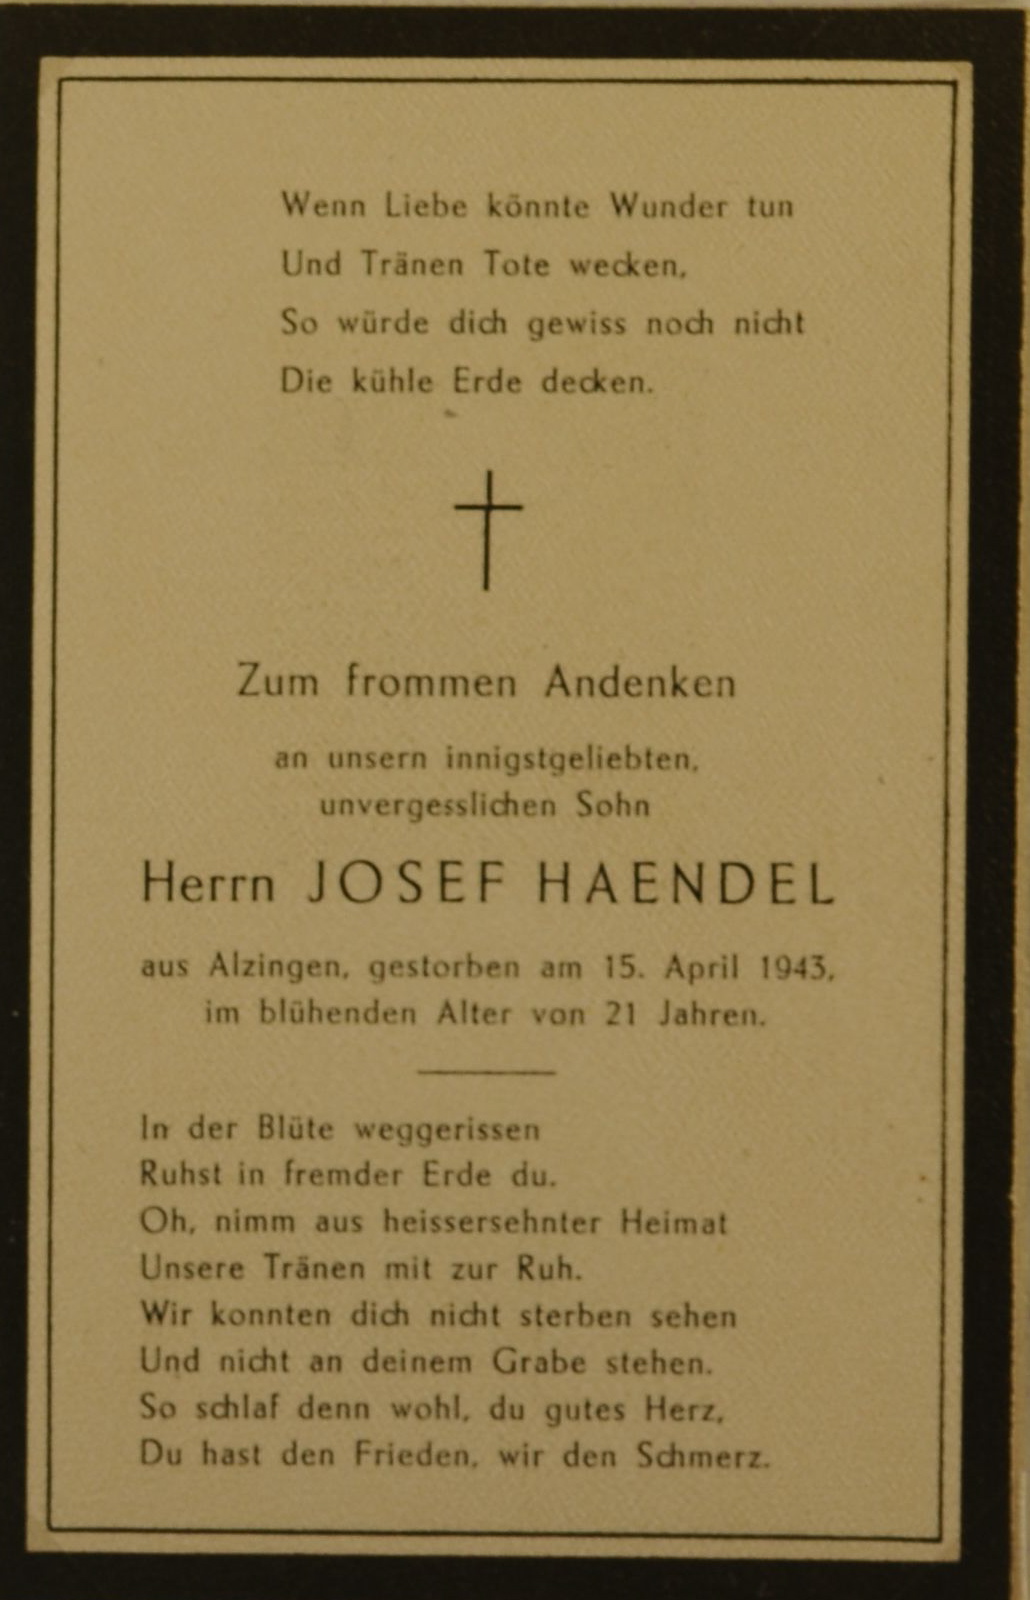 Wenn Liebe könnte Wunder tun
Und Tränen Tote wecken,
So würde dich gewiss noch nicht
Die kühle Erde decken.
Zum frommen Andenken
an unsern innigstgeliebten,
unvergesslichen Sohn
Herrn JOSEF HAENDEL
aus Alzingen, gestorben am 15. April 1943,
im blühenden Alter von 21 Jahren.
In der Blüte weggerissen
Ruhst in fremder Erde du.
Oh, nimm aus heissersehnter Heimat
Unsere Tränen mit zur Ruh.
Wir konnten dich nicht sterben sehen
Und nicht an deinem Grabe stehen.
So schlaf denn wohl, du gutes Herz,
Du hast den Frieden, wir den Schmerz.